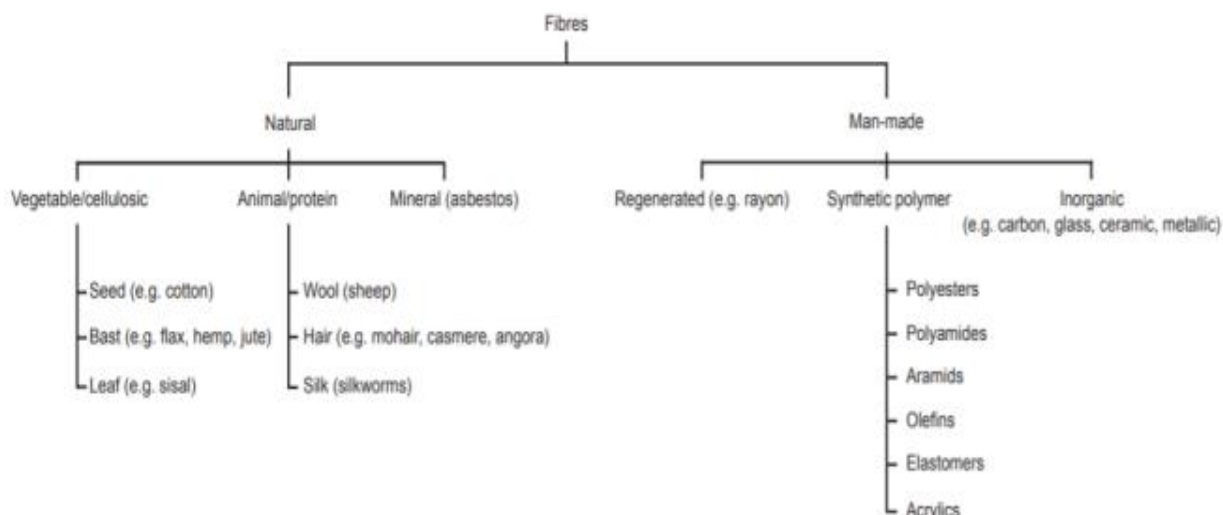 Fibres
Natural
Man-made
Vegetable/cellulosic
Animal/protein
Mineral (asbestos)
Regenerated (e.g. rayon)
Synthetic polymer
Inorganic
(e.g. carbon, glass, ceramic, metallic)
Seed (e.g. cotton)
Bast (e.g. flax, hemp, jute)
Leaf (e.g. sisal)
Wool (sheep)
Hair (e.g. mohair, casmere, angora)
Silk (silkworms)
Polyesters
Polyamides
Aramids
Olefins
Elastomers
Acrylics